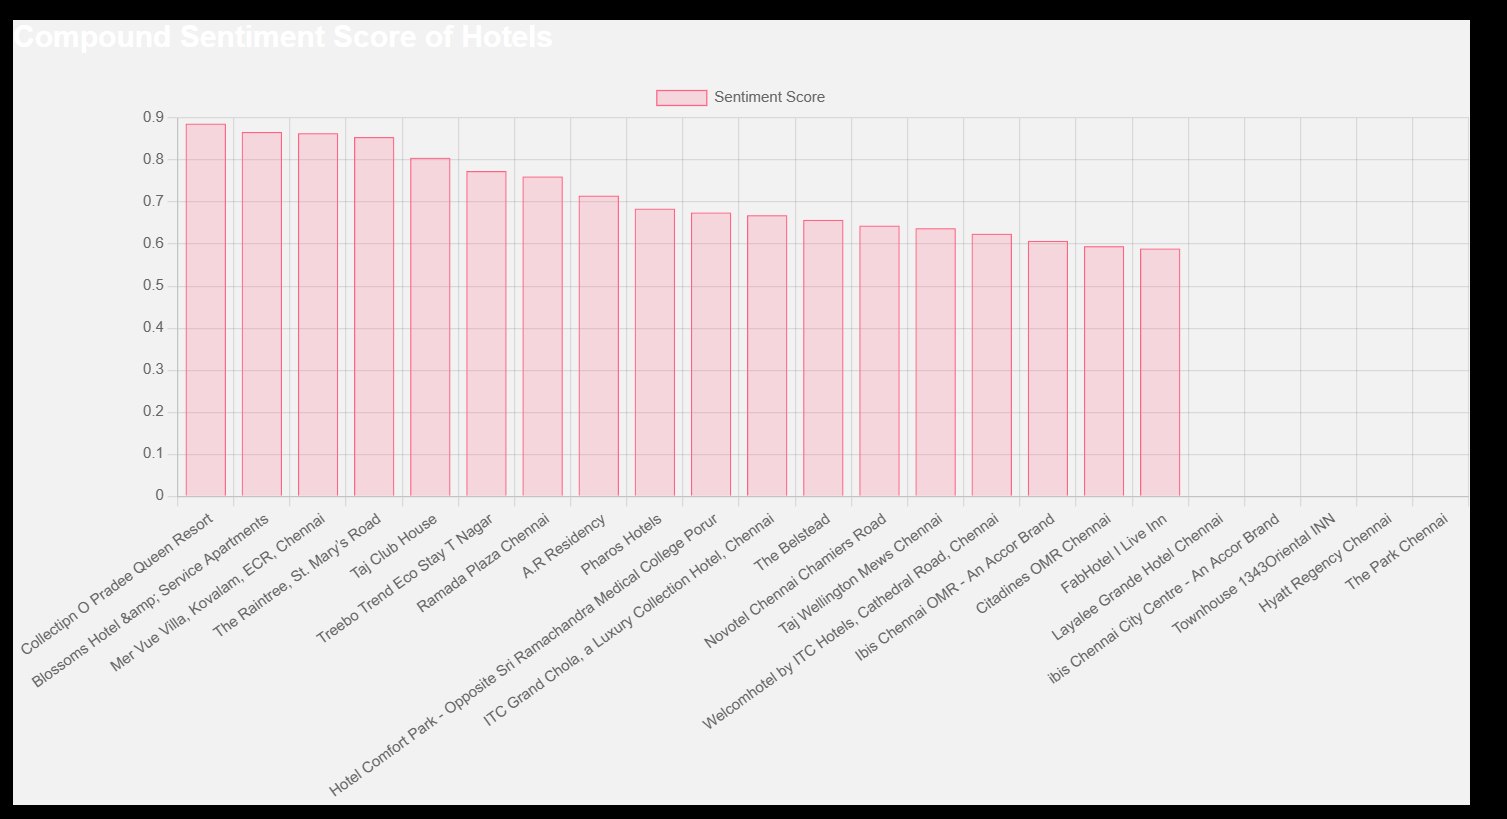 Compound Sentiment Score of Hotels
Sentiment Score
0.9
0.8
0.7
0.6
0.5
0.4
0.3
0.2
0.1
0
Collectipn O Pradee Queen Resort
Blossoms Hotel &amp; Service Apartments
Mer Vue Villa, Kovalam, ECR, Chennai
The Raintree, St. Mary's Road
Taj Club House
Treebo Trend Eco Stay T Nagar
Ramada Plaza Chennai
A.R Residency
Pharos Hotels
Hotel Comfort Park - Opposite Sri Ramachandra Medical College Porur
ITC Grand Chola, a Luxury Collection Hotel, Chennai
The Belstead
Novotel Chennai Chamiers Road
Taj Wellington Mews Chennai
Welcomhotel by ITC Hotels, Cathedral Road, Chennai
Ibis Chennai OMR - An Accor Brand
Citadines OMR Chennai
FabHotel I Live Inn
Layalee Grande Hotel Chennai
ibis Chennai City Centre - An Accor Brand
Townhouse 1343Oriental INN
Hyatt Regency Chennai
The Park Chennai